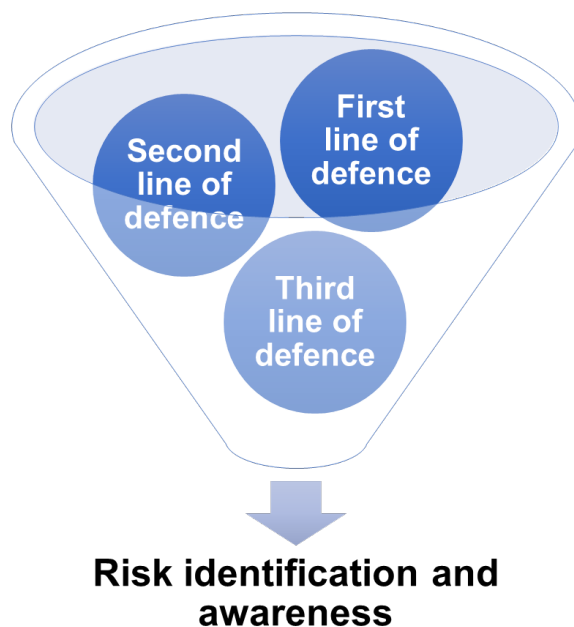 First
line of
defence
Second
line of
defence
Third
line of
defence
Risk identification and
awareness